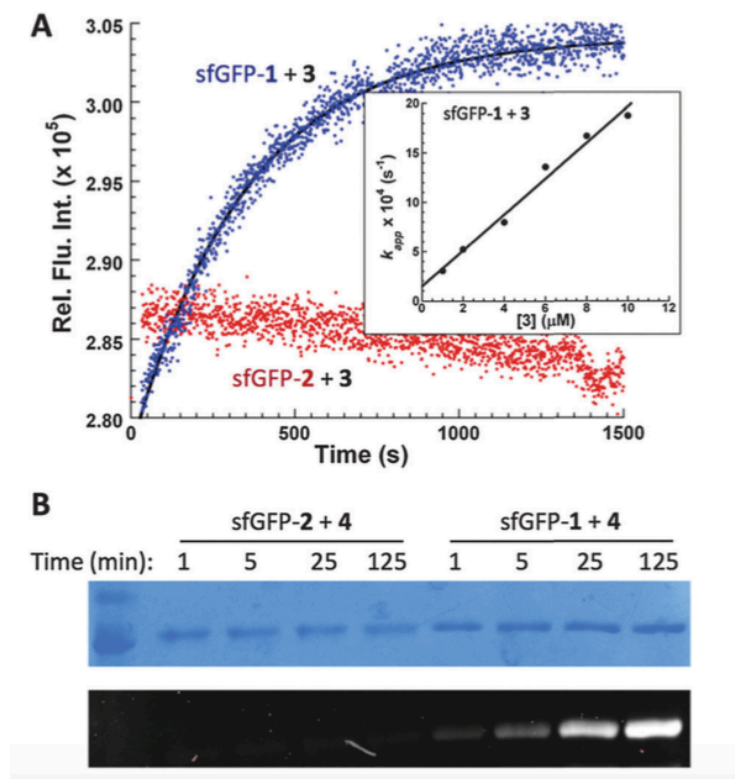 A
Rel. Flu. Int. (x 10⁵)
3.05
3.00
2.95
2.90
2.85
2.80
sfGFP-1 + 3
sfGFP-2 + 3
0 500 1000 1500
Time (s)
sfGFP-1 + 3
k_app x 10⁴ (s⁻¹)
20
15
10
5
0
0 2 4 6 8 10 12
[3] (μM)
B
sfGFP-2 + 4 sfGFP-1 + 4
Time (min): 1 5 25 125 1 5 25 125